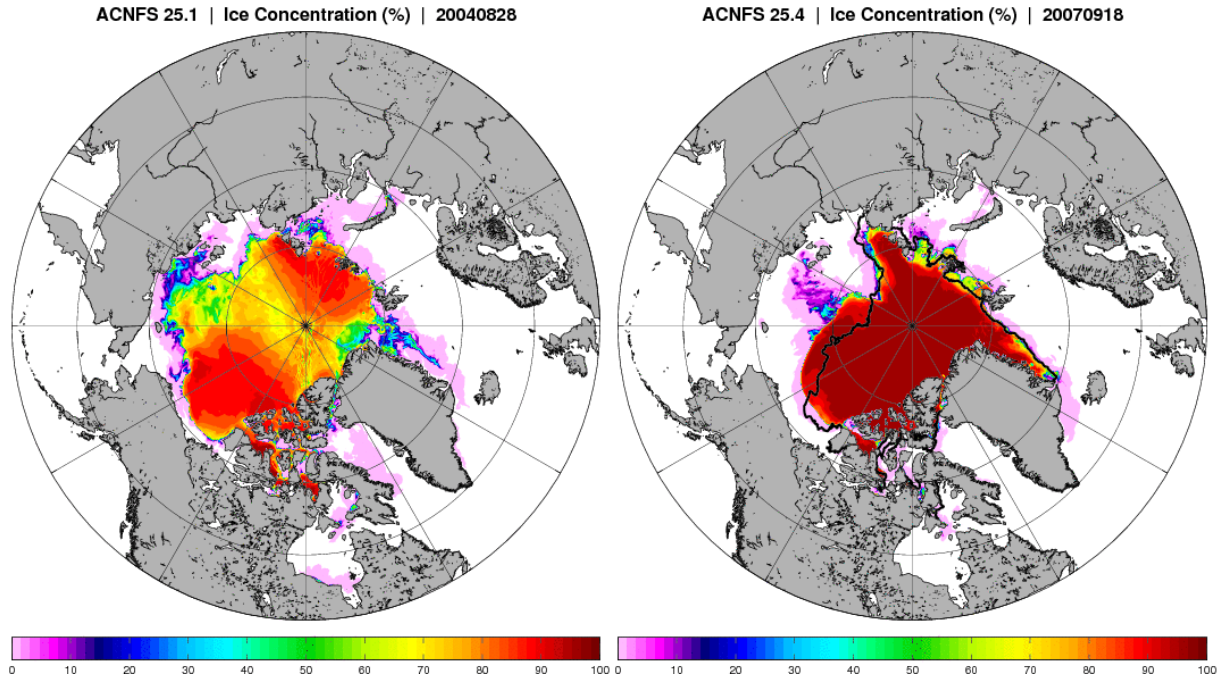 ACNFS 25.1 | Ice Concentration (%) | 20040828
ACNFS 25.4 | Ice Concentration (%) | 20070918
0 10 20 30 40 50 60 70 80 90 100
0 10 20 30 40 50 60 70 80 90 100